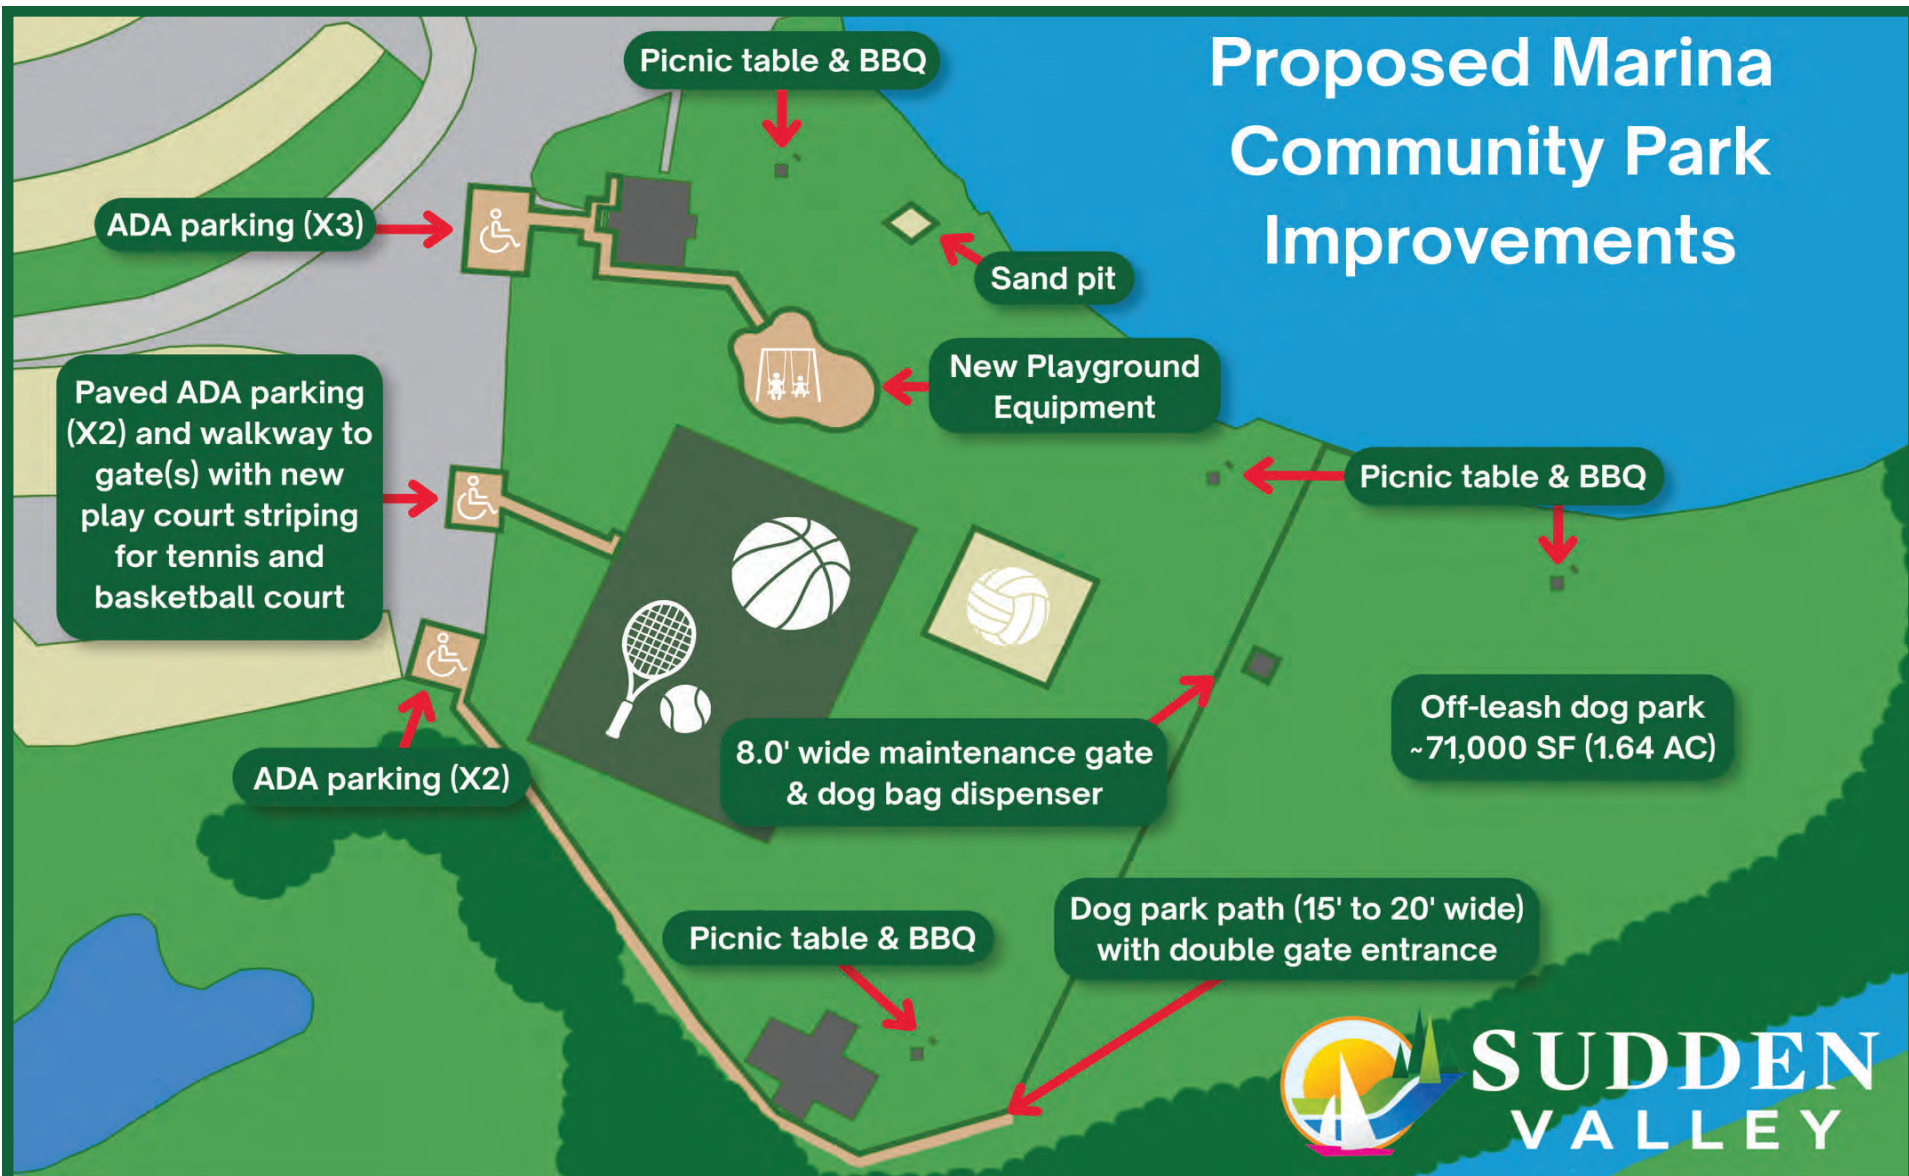 Proposed Marina
Community Park
Improvements
Picnic table & BBQ
ADA parking (X3)
Sand pit
New Playground
Equipment
Paved ADA parking
(X2) and walkway to
gate(s) with new
play court striping
for tennis and
basketball court
Picnic table & BBQ
Off-leash dog park
~71,000 SF (1.64 AC)
8.0' wide maintenance gate
& dog bag dispenser
ADA parking (X2)
Picnic table & BBQ
Dog park path (15' to 20' wide)
with double gate entrance
SUDDEN
VALLEY